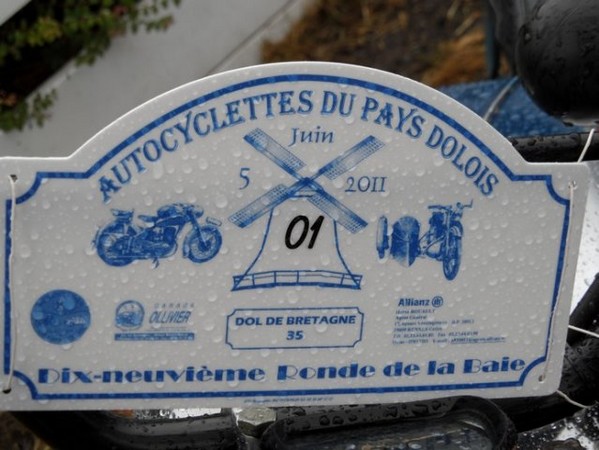 AUTOCYCLETTES DU PAYS DOLOIS
Juin
5 2011
01
GARAGE
OLLIVIER
DOL DE BRETAGNE
35
Allianz
Dix-neuvième Ronde de la Baie